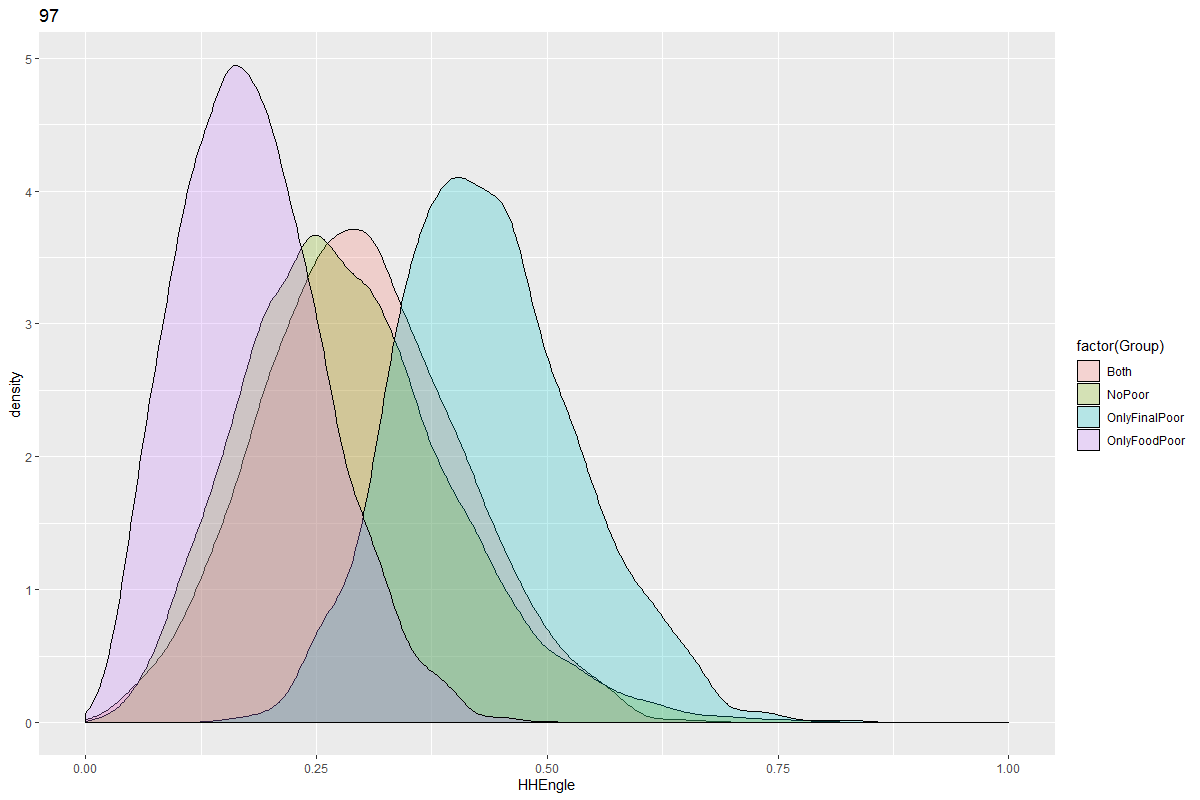 97
density
5
4
3
2
1
0
0.00
0.25
0.50
0.75
1.00
HHEngle
factor(Group)
Both
NoPoor
OnlyFinalPoor
OnlyFoodPoor